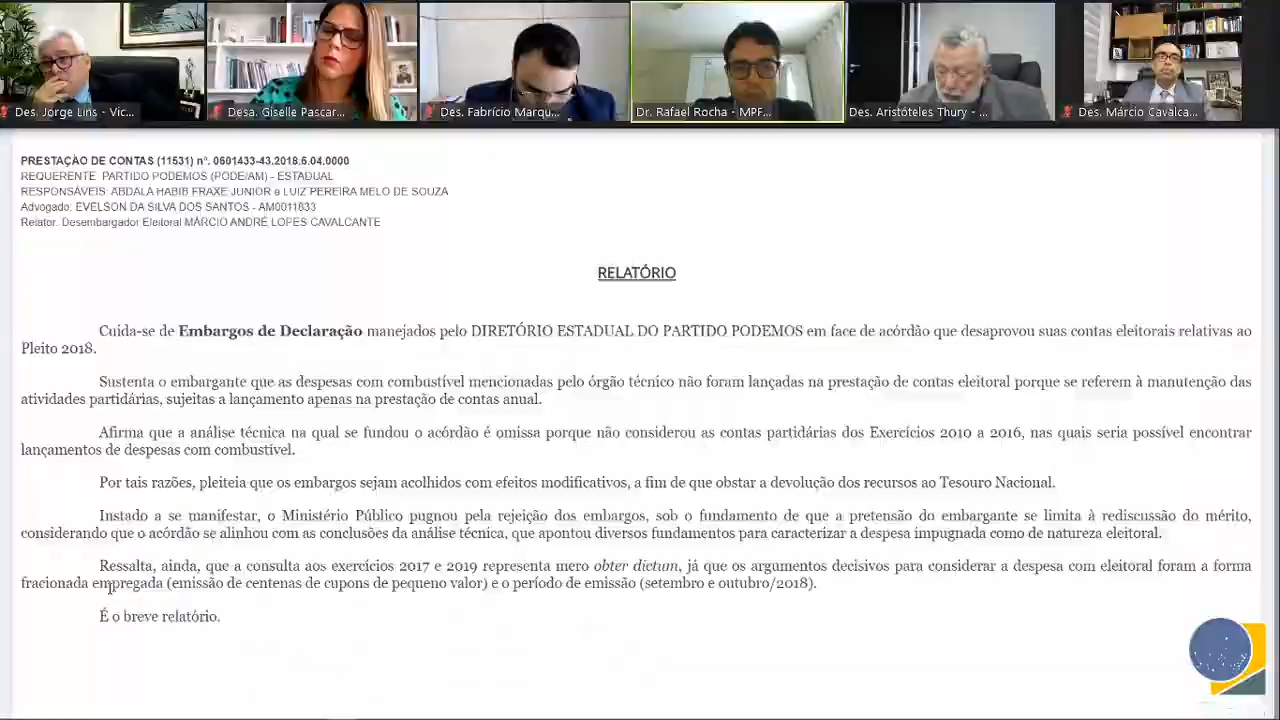 Des. Jorge Lins - Vic...
Desa. Giselle Pascar...
Des. Fabrício Marqu...
Dr. Rafael Rocha - MPF...
Des. Aristóteles Thury - ...
Des. Márcio Cavalca...
PRESTAÇÃO DE CONTAS (11531) nº. 0601433-43.2018.6.04.0000
REQUERENTE PARTIDO PODEMOS (PODE/AM) - ESTADUAL
RESPONSÁVEIS: ABDALA HABIB FRAXE JUNIOR e LUIZ PEREIRA MELO DE SOUZA
Advogado: EVELSON DA SILVA DOS SANTOS - AM0011833
Relator: Desembargador Eleitoral MÁRCIO ANDRÉ LOPES CAVALCANTE
RELATÓRIO
Cuida-se de Embargos de Declaração manejados pelo DIRETÓRIO ESTADUAL DO PARTIDO PODEMOS em face de acórdão que desaprovou suas contas eleitorais relativas ao
Pleito 2018.
Sustenta o embargante que as despesas com combustível mencionadas pelo órgão técnico não foram lançadas na prestação de contas eleitoral porque se referem à manutenção das
atividades partidárias, sujeitas a lançamento apenas na prestação de contas anual.
Afirma que a análise técnica na qual se fundou o acórdão é omissa porque não considerou as contas partidárias dos Exercícios 2010 a 2016, nas quais seria possível encontrar
lançamentos de despesas com combustível.
Por tais razões, pleiteia que os embargos sejam acolhidos com efeitos modificativos, a fim de que obstar a devolução dos recursos ao Tesouro Nacional.
Instado a se manifestar, o Ministério Público pugnou pela rejeição dos embargos, sob o fundamento de que a pretensão do embargante se limita à rediscussão do mérito,
considerando que o acórdão se alinhou com as conclusões da análise técnica, que apontou diversos fundamentos para caracterizar a despesa impugnada como de natureza eleitoral.
Ressalta, ainda, que a consulta aos exercícios 2017 e 2019 representa mero obter dictum, já que os argumentos decisivos para considerar a despesa com eleitoral foram a forma
fracionada empregada (emissão de centenas de cupons de pequeno valor) e o período de emissão (setembro e outubro/2018).
É o breve relatório.